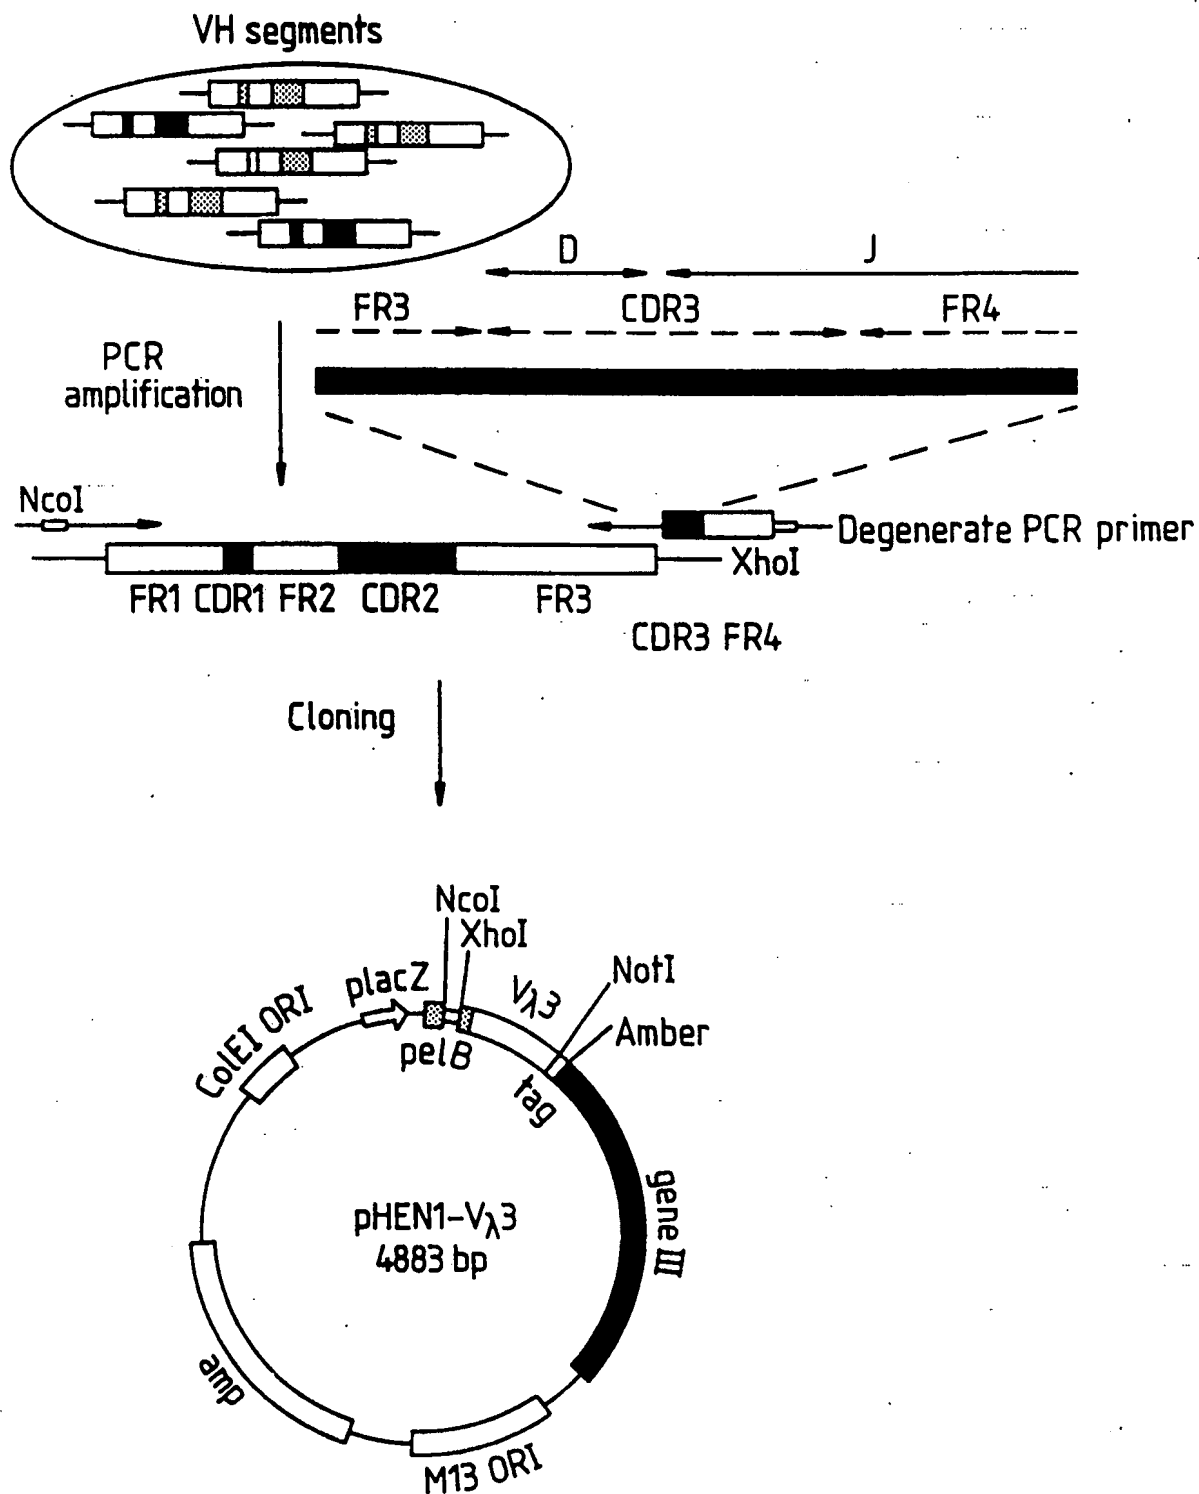 VH segments
D
J
FR3
CDR3
FR4
PCR
amplification
NcoI
Degenerate PCR primer
XhoI
FR1 CDR1 FR2 CDR2 FR3
CDR3 FR4
Cloning
NcoI
XhoI
placZ
Vλ3
NotI
Amber
ColEI ORI
pelB
tag
gene III
pHEN1-Vλ3
4883 bp
amp
M13 ORI